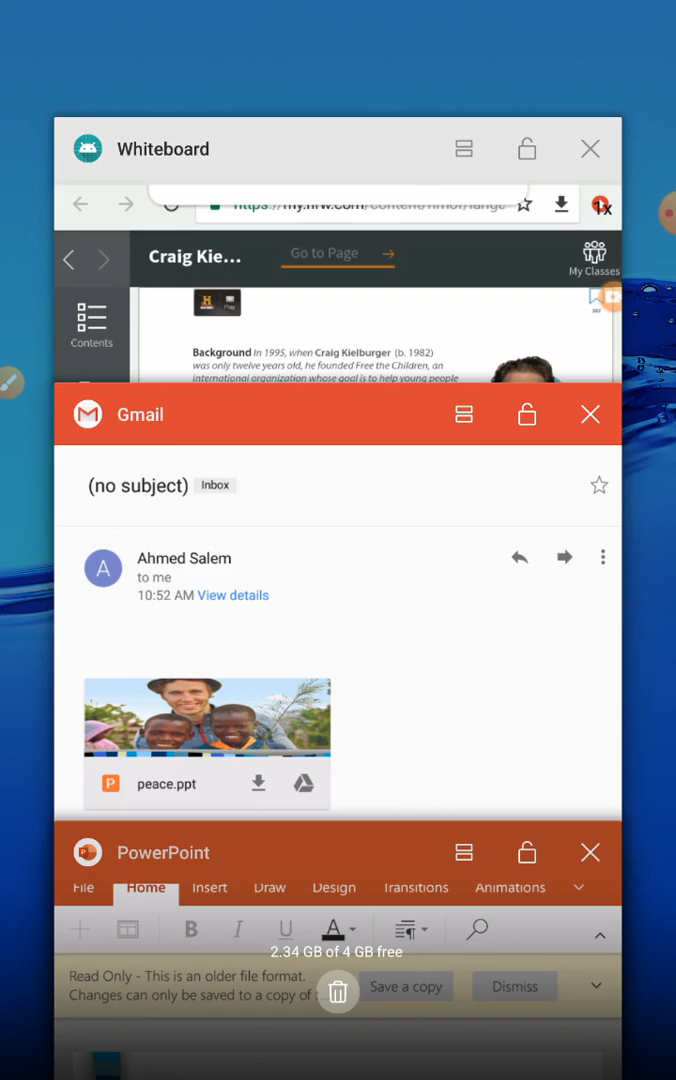 Whiteboard
1x
Craig Kie...
Go to Page
My Classes
Contents
Background In 1995, when Craig Kielburger (b. 1982)
was only twelve years old, he founded Free the Children, an
international organization whose goal is to help young people
Gmail
(no subject) Inbox
A
Ahmed Salem
to me
10:52 AM View details
P peace.ppt
PowerPoint
File Home Insert Draw Design Transitions Animations
B I U A
2.34 GB of 4 GB free
Read Only - This is an older file format.
Changes can only be saved to a copy of
Save a copy
Dismiss